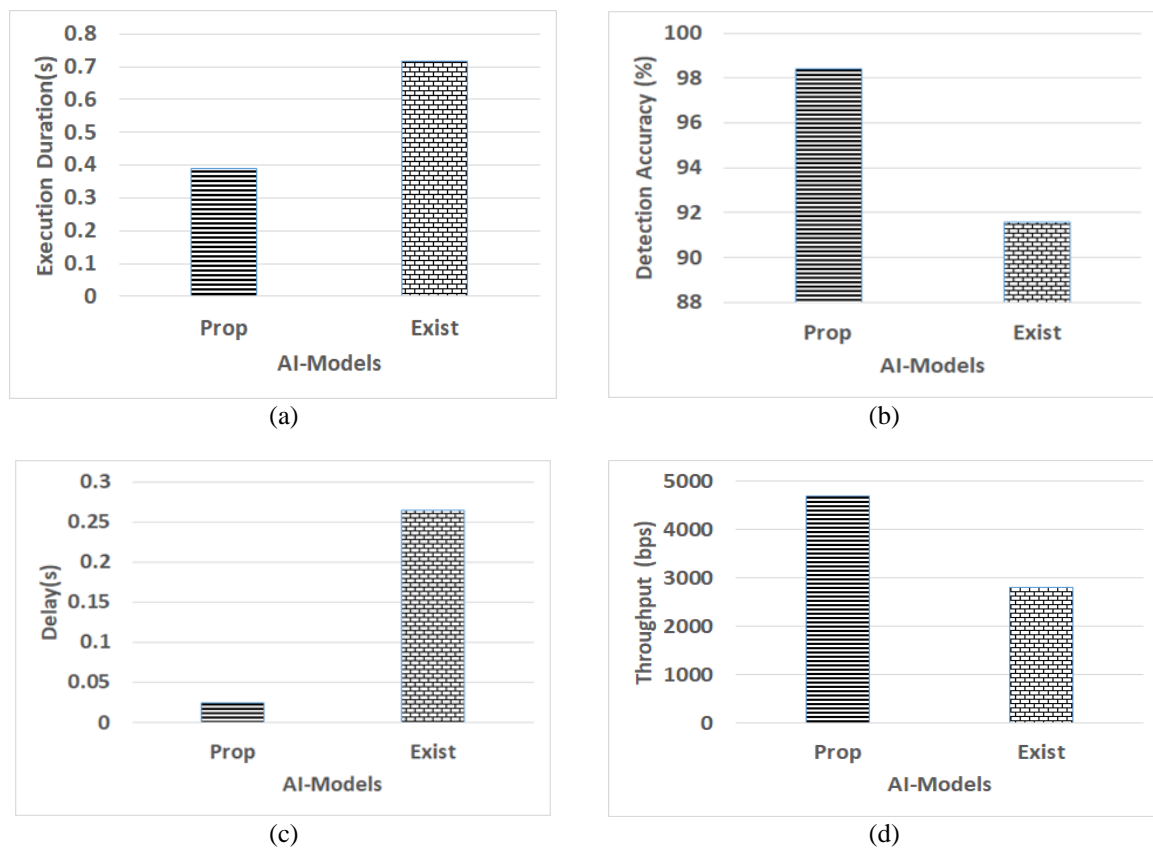 0.8
0.7
0.6
0.5
0.4
0.3
0.2
0.1
0
Execution Duration(s)
Prop Exist
AI-Models
(a)
100
98
96
94
92
90
88
Detection Accuracy (%)
Prop Exist
AI-Models
(b)
0.3
0.25
0.2
0.15
0.1
0.05
0
Delay(s)
Prop Exist
AI-Models
(c)
5000
4000
3000
2000
1000
0
Throughput (bps)
Prop Exist
AI-Models
(d)